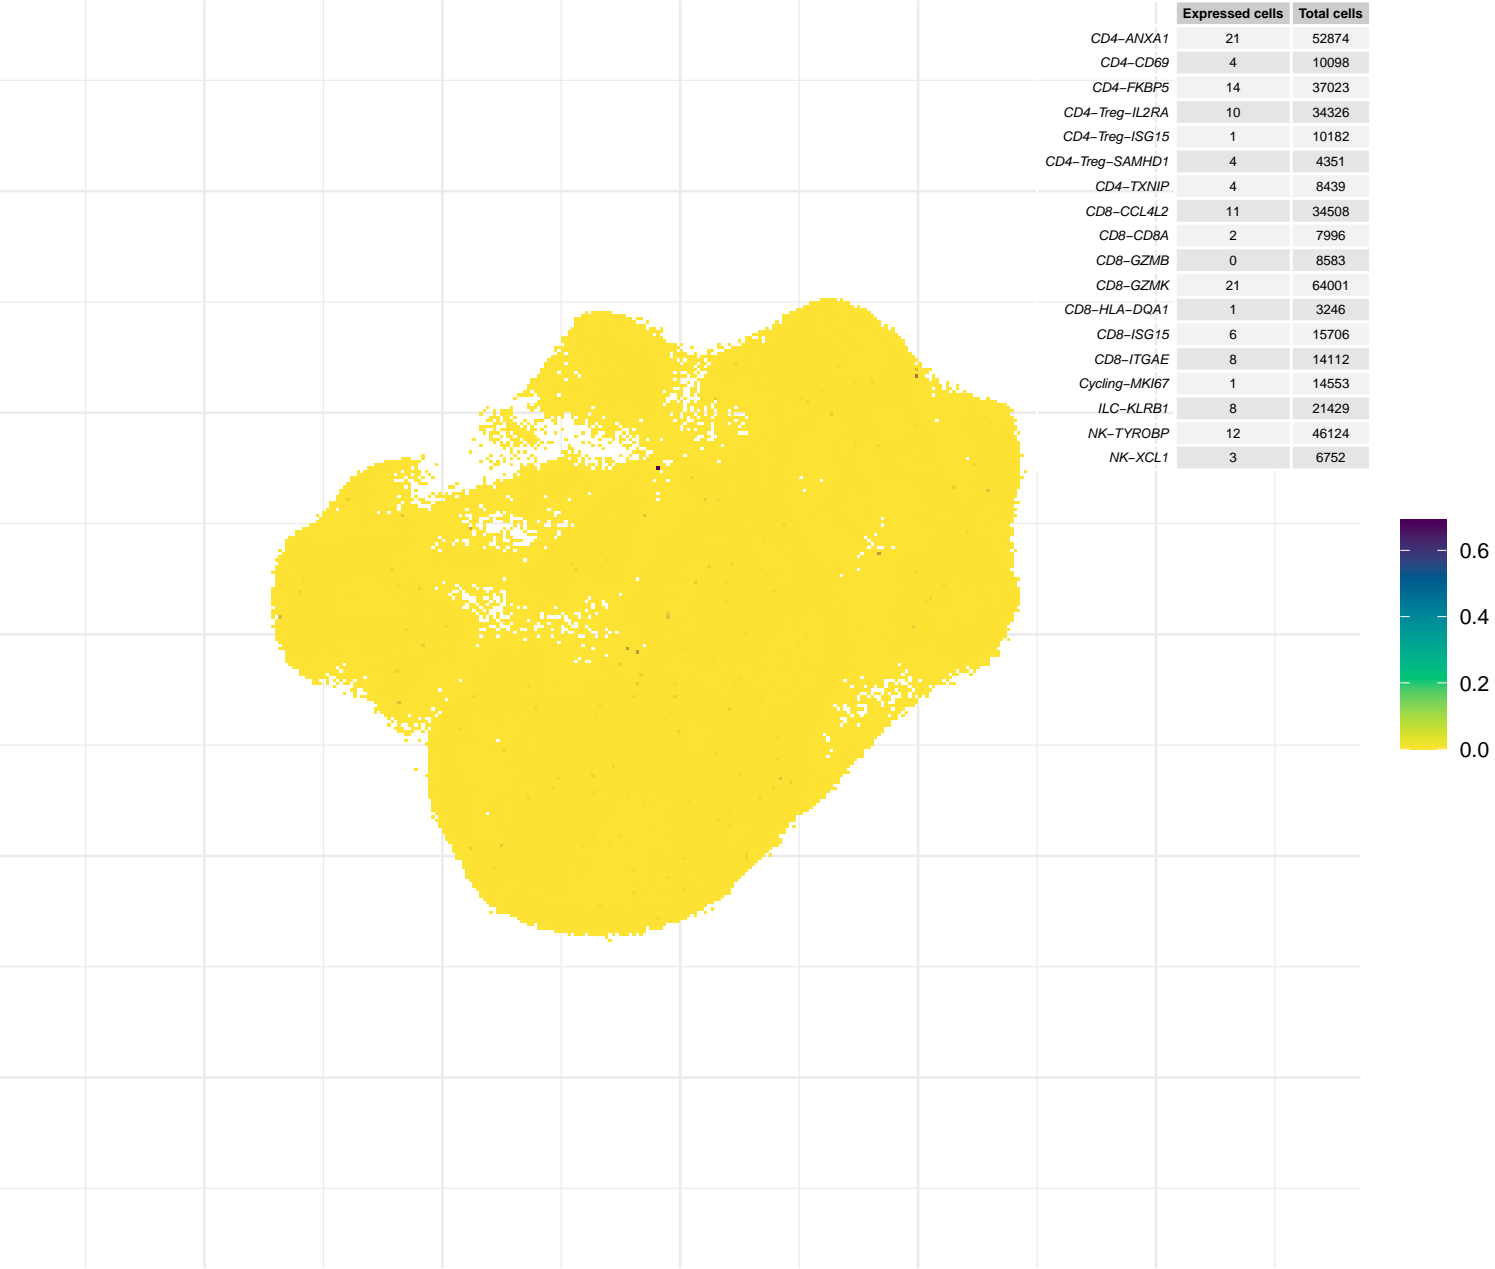 Expressed cells Total cells
CD4−ANXA1 21 52874
CD4−CD69 4 10098
CD4−FKBP5 14 37023
CD4−Treg−IL2RA 10 34326
CD4−Treg−ISG15 1 10182
CD4−Treg−SAMHD1 4 4351
CD4−TXNIP 4 8439
CD8−CCL4L2 11 34508
CD8−CD8A 2 7996
CD8−GZMB 0 8583
CD8−GZMK 21 64001
CD8−HLA−DQA1 1 3246
CD8−ISG15 6 15706
CD8−ITGAE 8 14112
Cycling−MKI67 1 14553
ILC−KLRB1 8 21429
NK−TYROBP 12 46124
NK−XCL1 3 6752
0.6
0.4
0.2
0.0